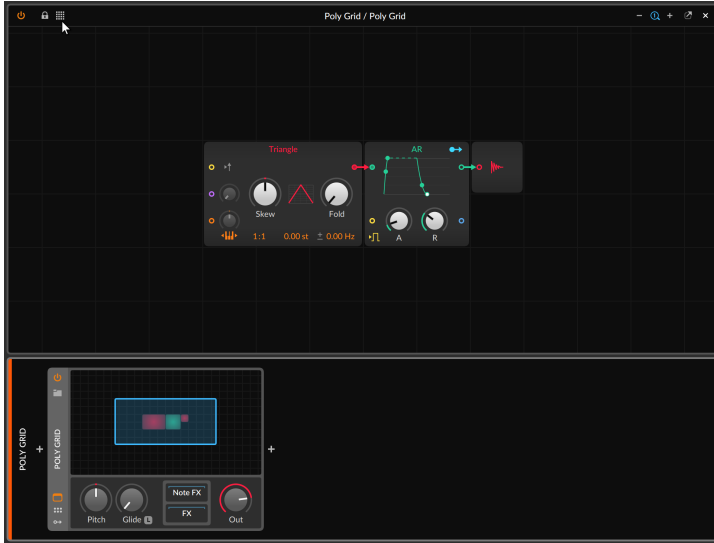 Poly Grid / Poly Grid
Triangle
AR
Skew
Fold
1:1
0.00 st
± 0.00 Hz
A
R
POLY GRID
POLY GRID
Note FX
FX
Pitch
Glide L
Out